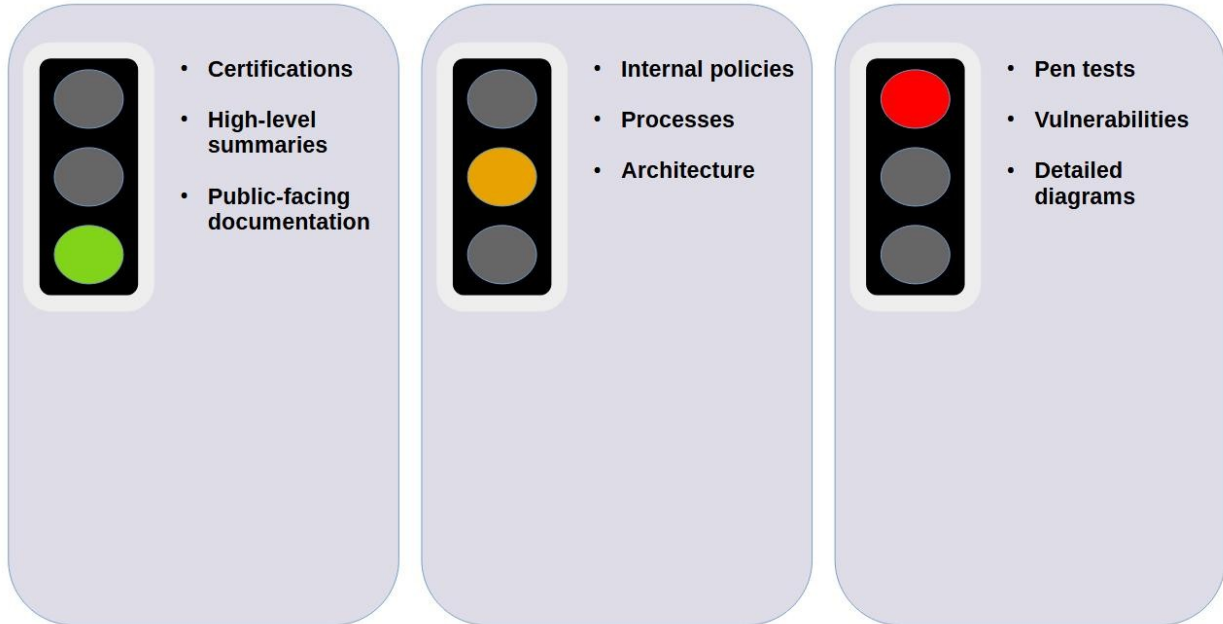 • Certifications
• High-level
summaries
• Public-facing
documentation
• Internal policies
• Processes
• Architecture
• Pen tests
• Vulnerabilities
• Detailed
diagrams